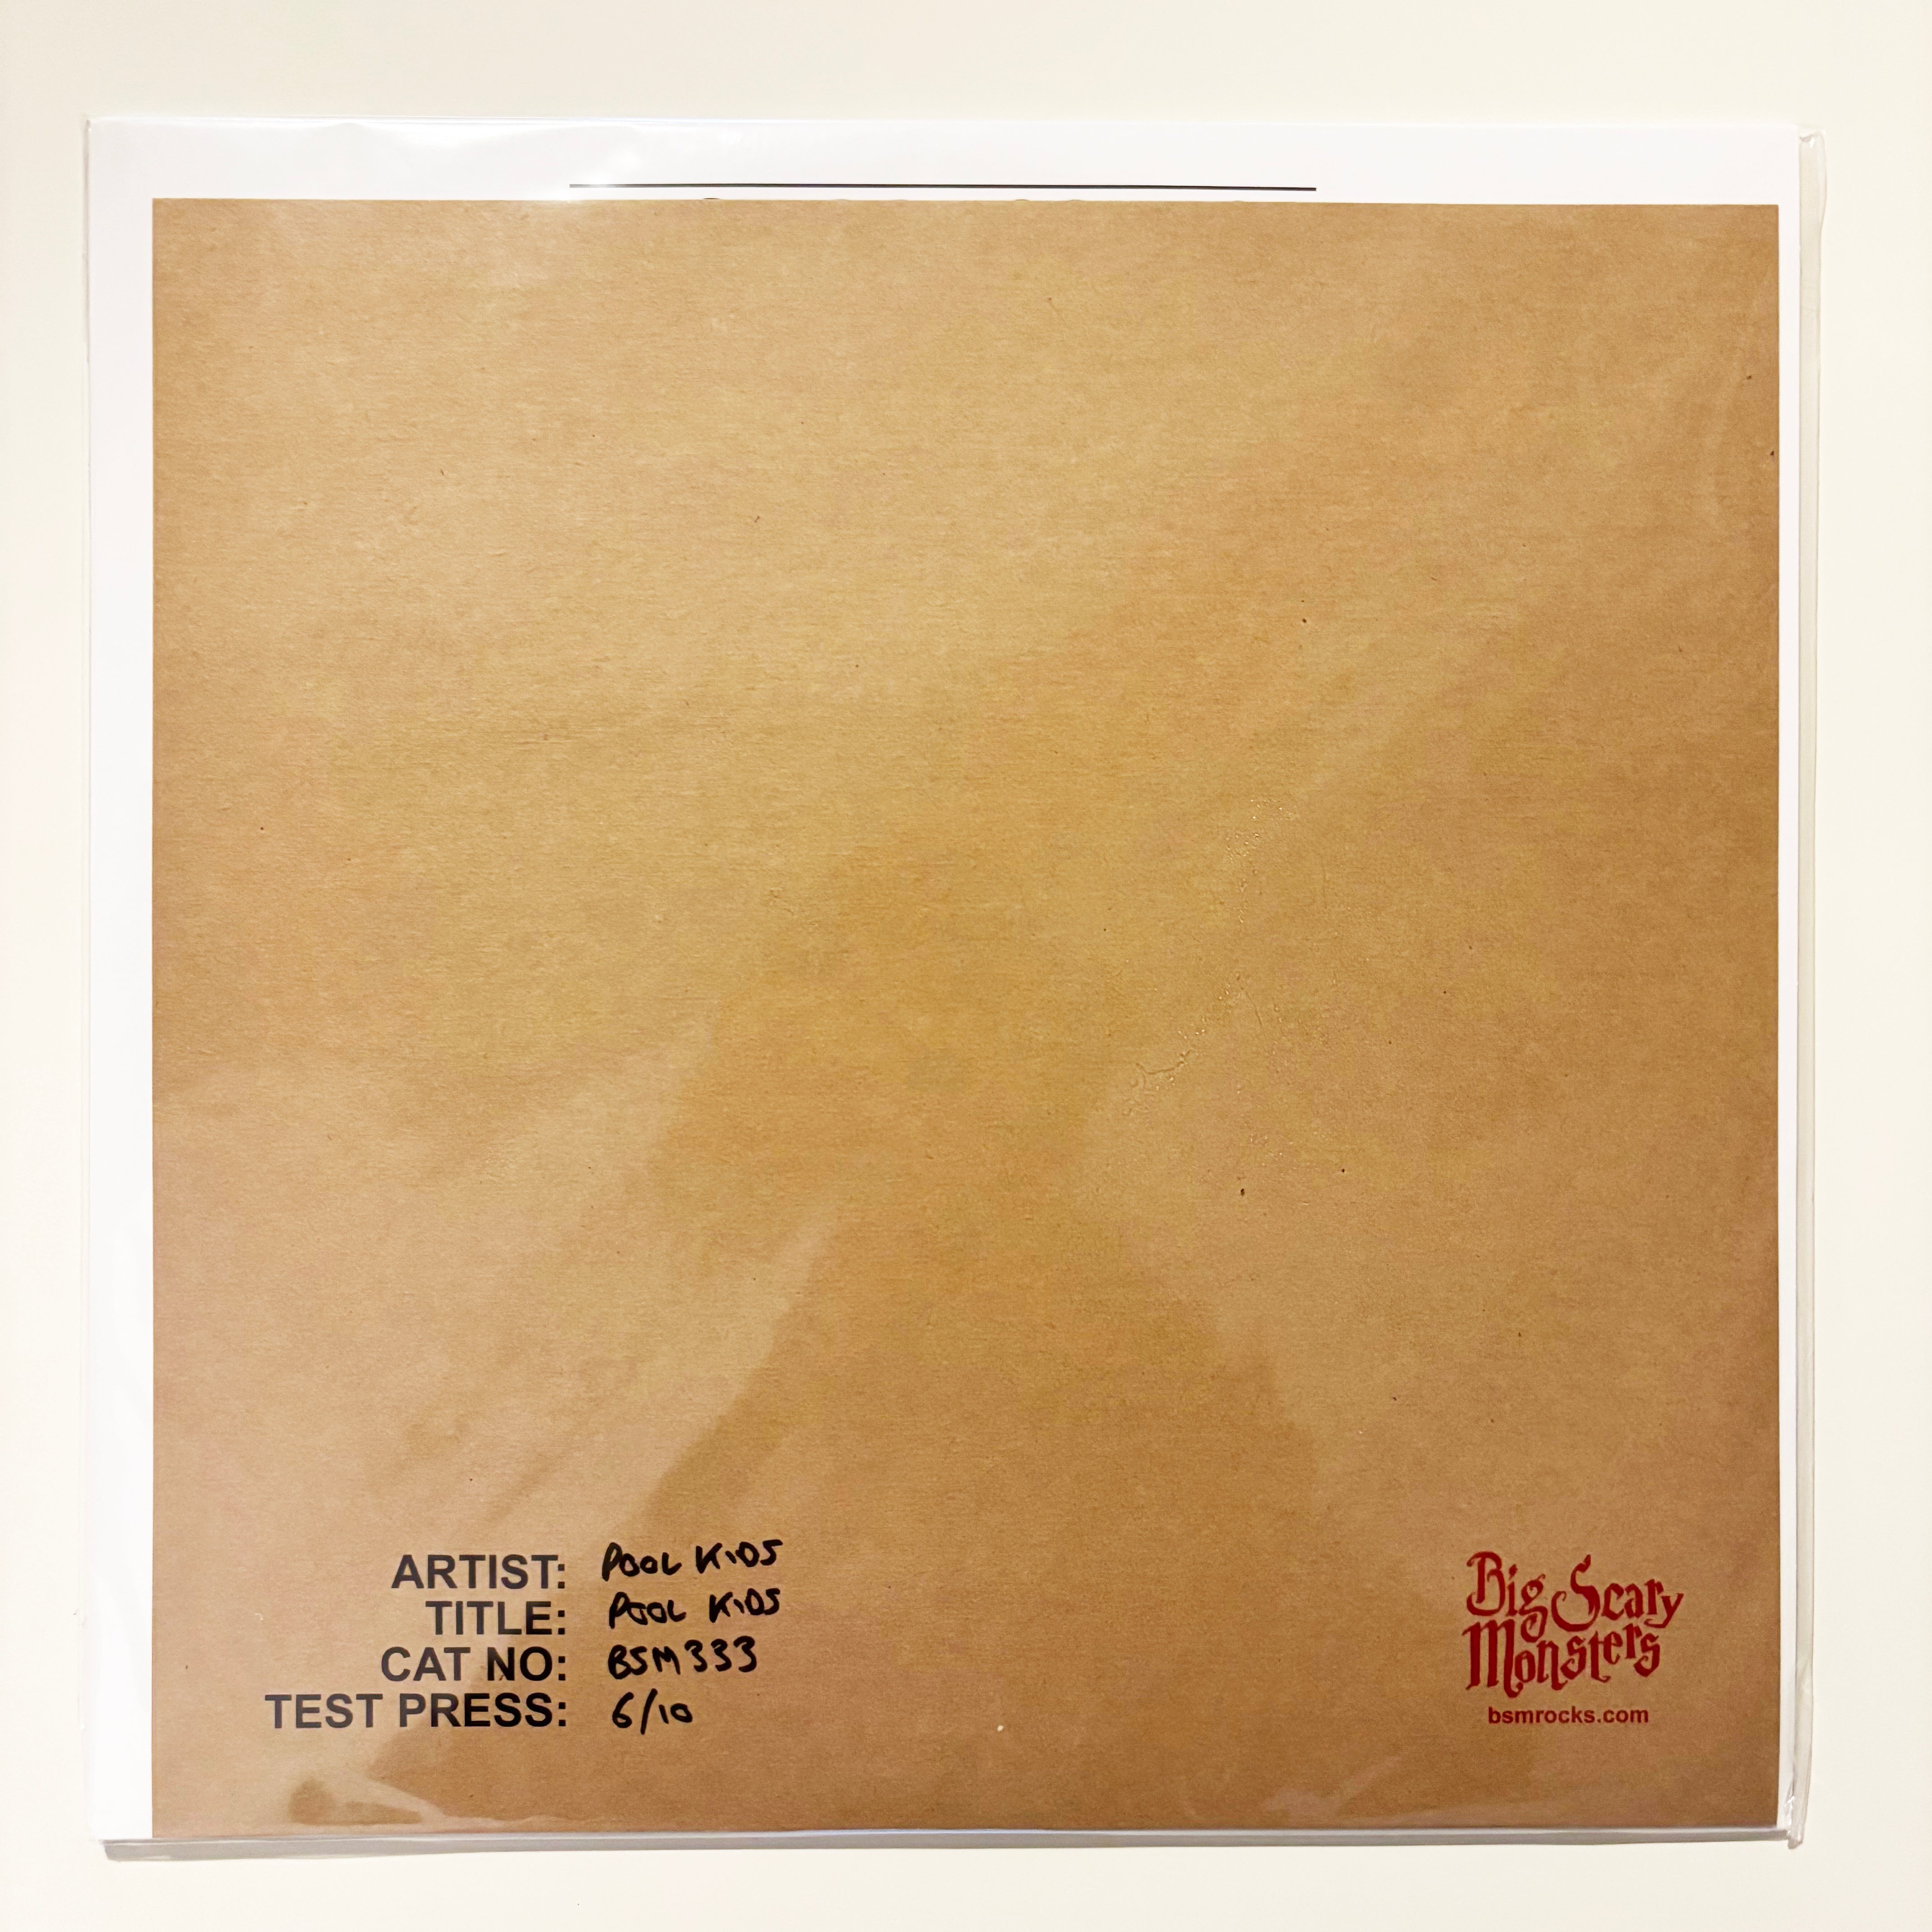 ARTIST: POOL KIDS
TITLE: POOL KIDS
CAT NO: BSM333
TEST PRESS: 6/10
Big Scary
Monsters
bsmrocks.com